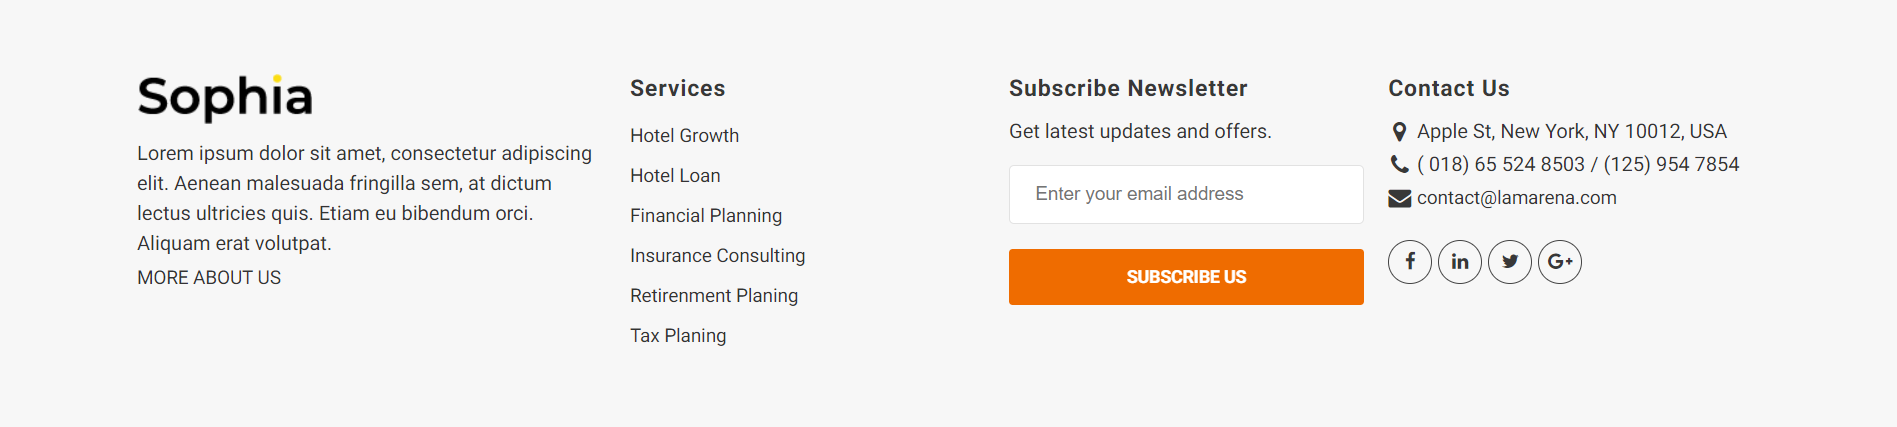 Sophia
Lorem ipsum dolor sit amet, consectetur adipiscing
elit. Aenean malesuada fringilla sem, at dictum
lectus ultricies quis. Etiam eu bibendum orci.
Aliquam erat volutpat.
MORE ABOUT US
Services
Hotel Growth
Hotel Loan
Financial Planning
Insurance Consulting
Retirenment Planing
Tax Planing
Subscribe Newsletter
Get latest updates and offers.
Enter your email address
SUBSCRIBE US
Contact Us
Apple St, New York, NY 10012, USA
( 018) 65 524 8503 / (125) 954 7854
contact@lamarena.com
f in G+